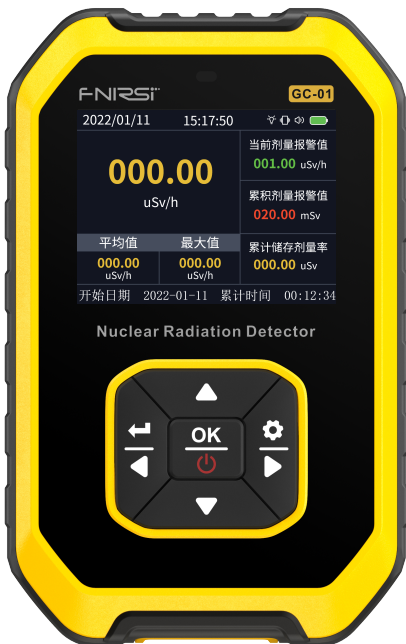 FNIRSI
GC-01
2022/01/11 15:17:50
000.00
uSv/h
当前剂量报警值
001.00 uSv/h
累积剂量报警值
020.00 mSv
平均值 最大值
000.00 000.00
uSv/h uSv/h
累计储存剂量率
000.00 uSv
开始日期 2022-01-11 累计时间 00:12:34
Nuclear Radiation Detector
OK